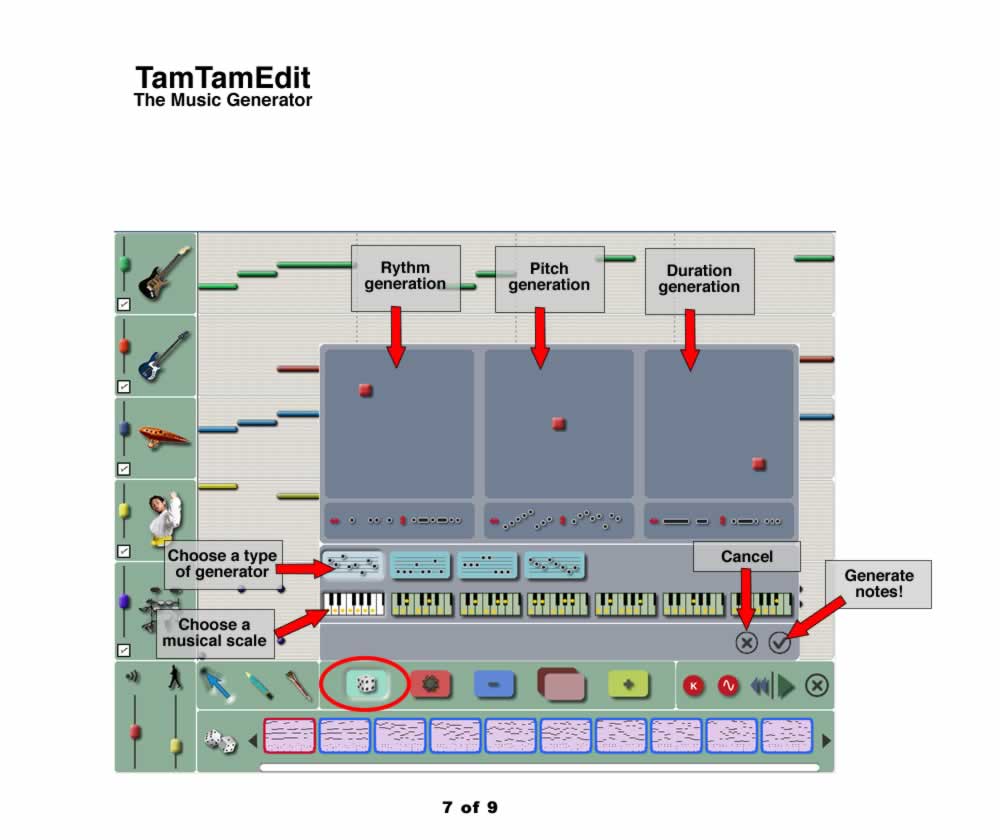 TamTamEdit
The Music Generator
Rythm
generation
Pitch
generation
Duration
generation
Choose a type
of generator
Cancel
Generate
notes!
Choose a
musical scale
K
7 of 9